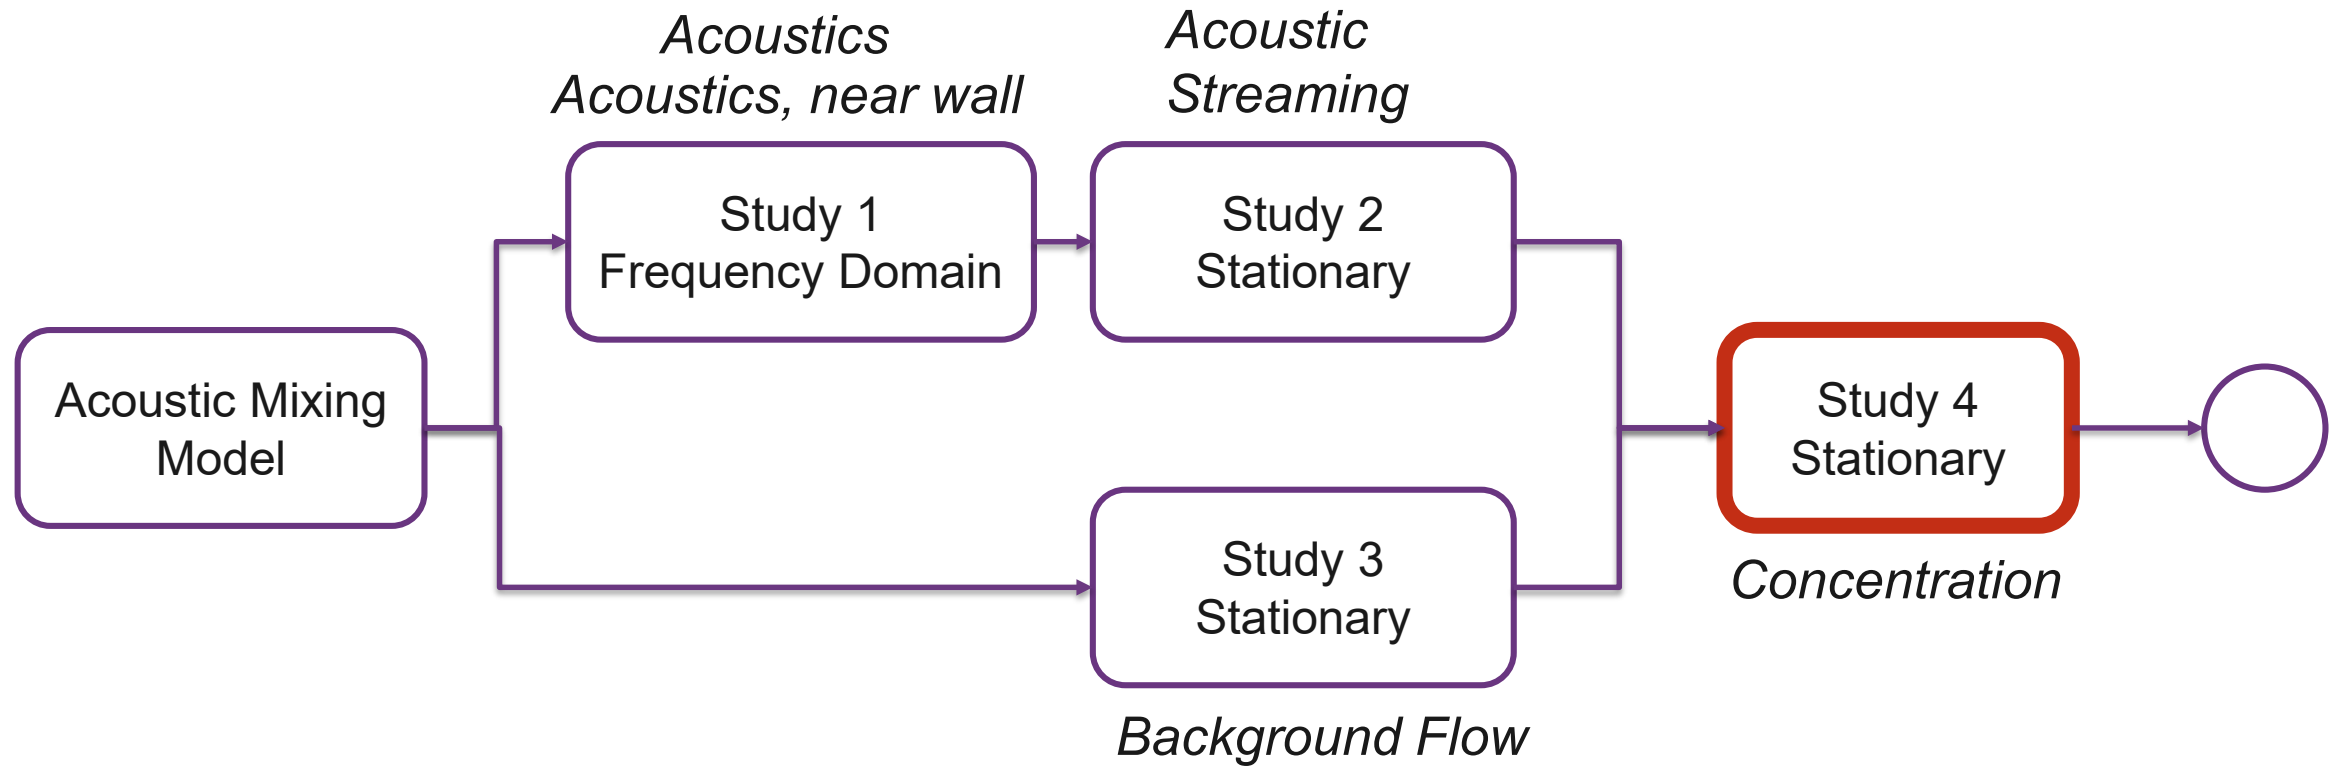 Acoustics
Acoustics, near wall
Acoustic
Streaming
Study 1
Frequency Domain
Study 2
Stationary
Acoustic Mixing
Model
Study 4
Stationary
Concentration
Study 3
Stationary
Background Flow